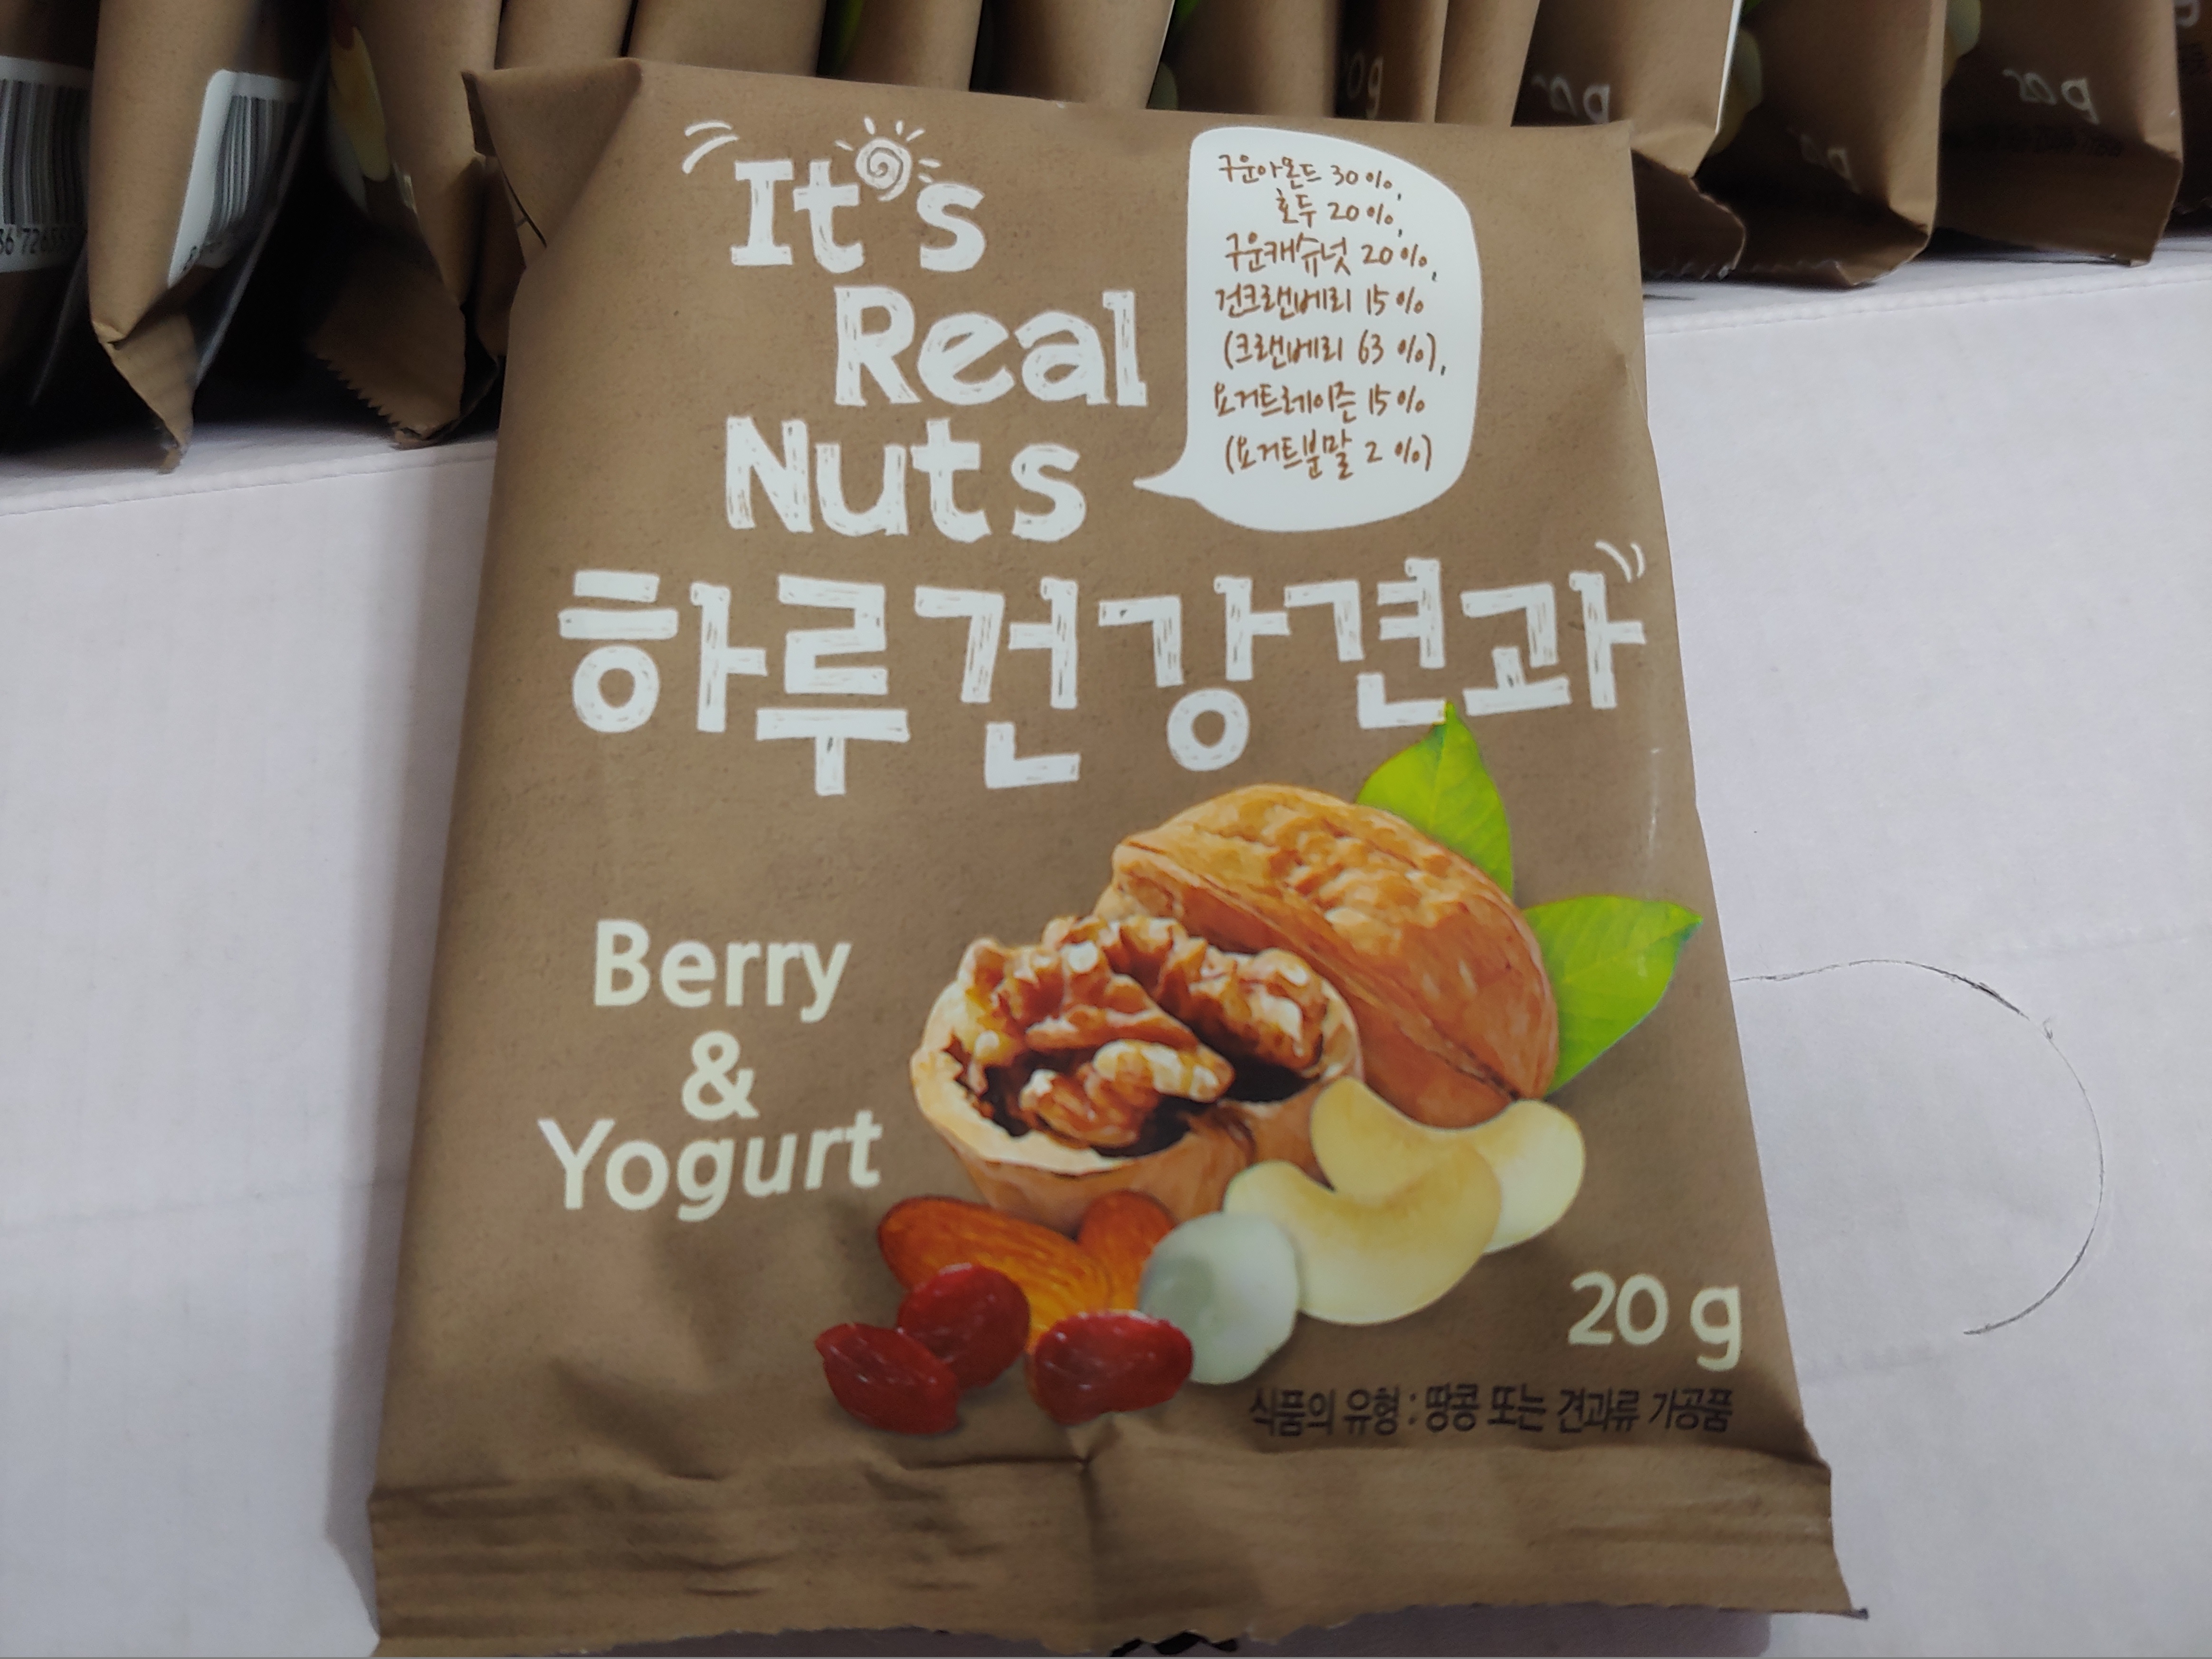 It's
Real
Nuts
구운아몬드 30%,
호두 20%,
구운캐슈넛 20%,
건크랜베리 15%
(크랜베리 63 %),
요거트레이즌 15%
(요거트분말 2 %)
하루건강견과
Berry
&
Yogurt
20 g
식품의 유형 : 땅콩 또는 견과류 가공품